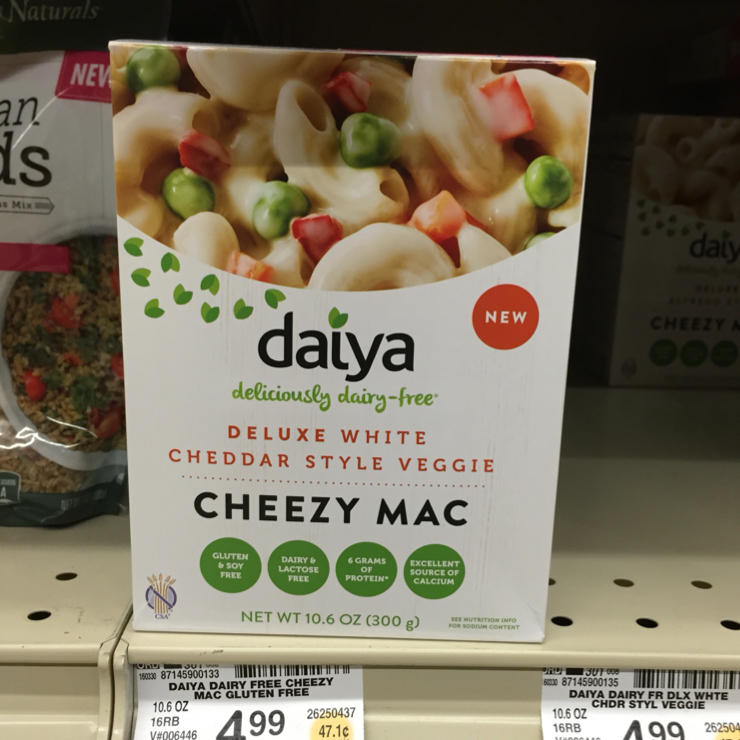 Naturals
NEW
daiya
deliciously dairy-free
DELUXE WHITE
CHEDDAR STYLE VEGGIE
CHEEZY MAC
GLUTEN
& SOY
FREE
DAIRY &
LACTOSE
FREE
6 GRAMS
OF
PROTEIN*
EXCELLENT
SOURCE OF
CALCIUM
CSA
NET WT 10.6 OZ (300 g)
SEE NUTRITION INFO
FOR SODIUM CONTENT
CHEEZY
87145900133
DAIYA DAIRY FREE CHEEZY
MAC GLUTEN FREE
10.6 OZ
16RB
V#006446
4.99
26250437
47.1¢
87145900135
DAIYA DAIRY FR DLX WHTE
CHDR STYL VEGGIE
10.6 OZ
16RB
4.99